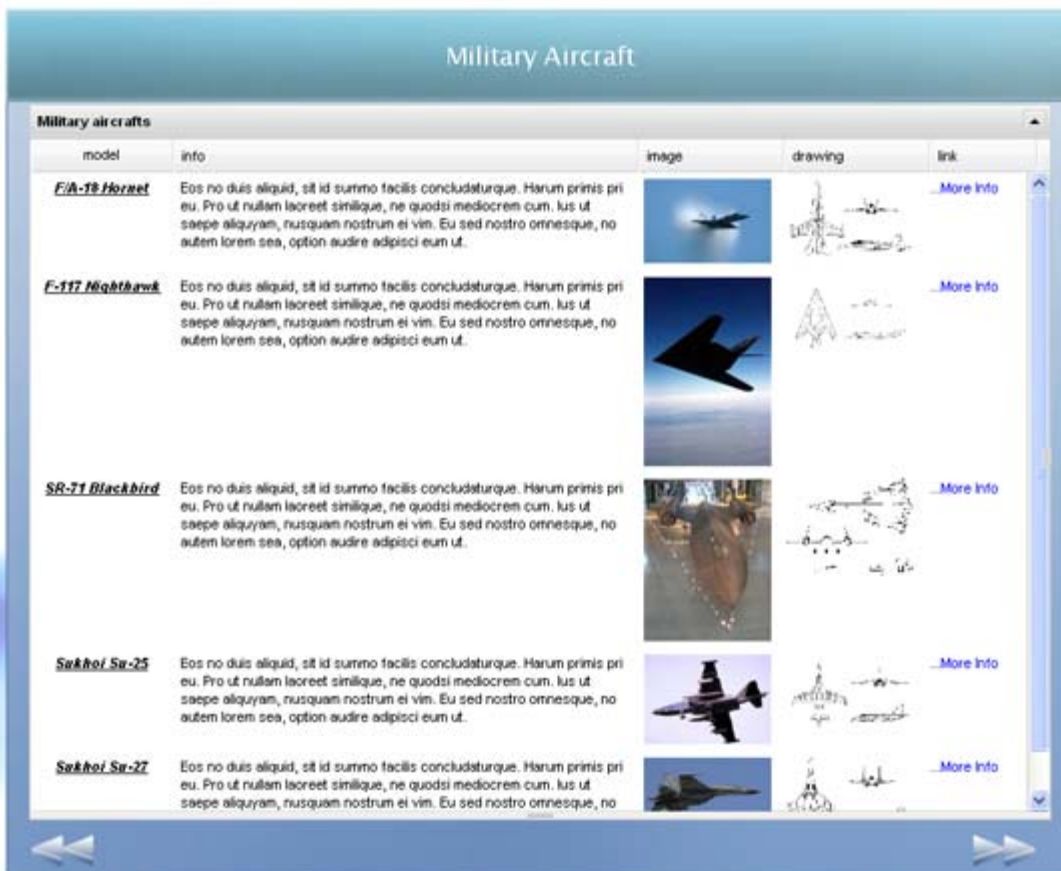 Military Aircraft
Military aircrafts
model info image drawing link
F/A-18 Hornet Eos no duis aliquid, sit id summo facilis concludaturque. Harum primis pri ...More Info
eu. Pro ut nullam laoreet similique, ne quodsi mediocrem cum. Ius ut
saepe aliquyam, nusquam nostrum ei vim. Eu sed nostro omnesque, no
autem lorem sea, option audire adipisci eum ut.
F-117 Nighthawk Eos no duis aliquid, sit id summo facilis concludaturque. Harum primis pri ...More Info
eu. Pro ut nullam laoreet similique, ne quodsi mediocrem cum. Ius ut
saepe aliquyam, nusquam nostrum ei vim. Eu sed nostro omnesque, no
autem lorem sea, option audire adipisci eum ut.
SR-71 Blackbird Eos no duis aliquid, sit id summo facilis concludaturque. Harum primis pri ...More Info
eu. Pro ut nullam laoreet similique, ne quodsi mediocrem cum. Ius ut
saepe aliquyam, nusquam nostrum ei vim. Eu sed nostro omnesque, no
autem lorem sea, option audire adipisci eum ut.
Sukhoi Su-25 Eos no duis aliquid, sit id summo facilis concludaturque. Harum primis pri ...More Info
eu. Pro ut nullam laoreet similique, ne quodsi mediocrem cum. Ius ut
saepe aliquyam, nusquam nostrum ei vim. Eu sed nostro omnesque, no
autem lorem sea, option audire adipisci eum ut.
Sukhoi Su-27 Eos no duis aliquid, sit id summo facilis concludaturque. Harum primis pri ...More Info
eu. Pro ut nullam laoreet similique, ne quodsi mediocrem cum. Ius ut
saepe aliquyam, nusquam nostrum ei vim. Eu sed nostro omnesque, no